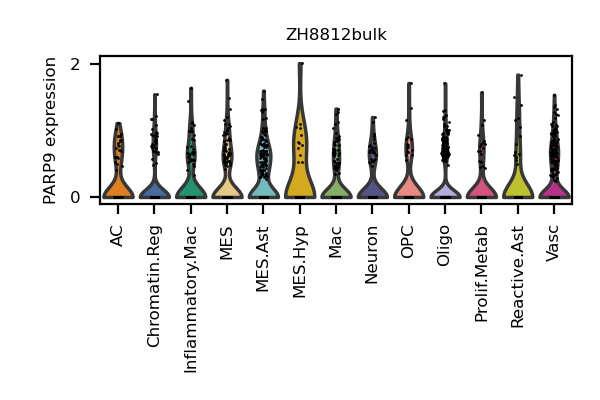 ZH8812bulk
PARP9 expression
2
0
AC
Chromatin.Reg
Inflammatory.Mac
MES
MES.Ast
MES.Hyp
Mac
Neuron
OPC
Oligo
Prolif.Metab
Reactive.Ast
Vasc